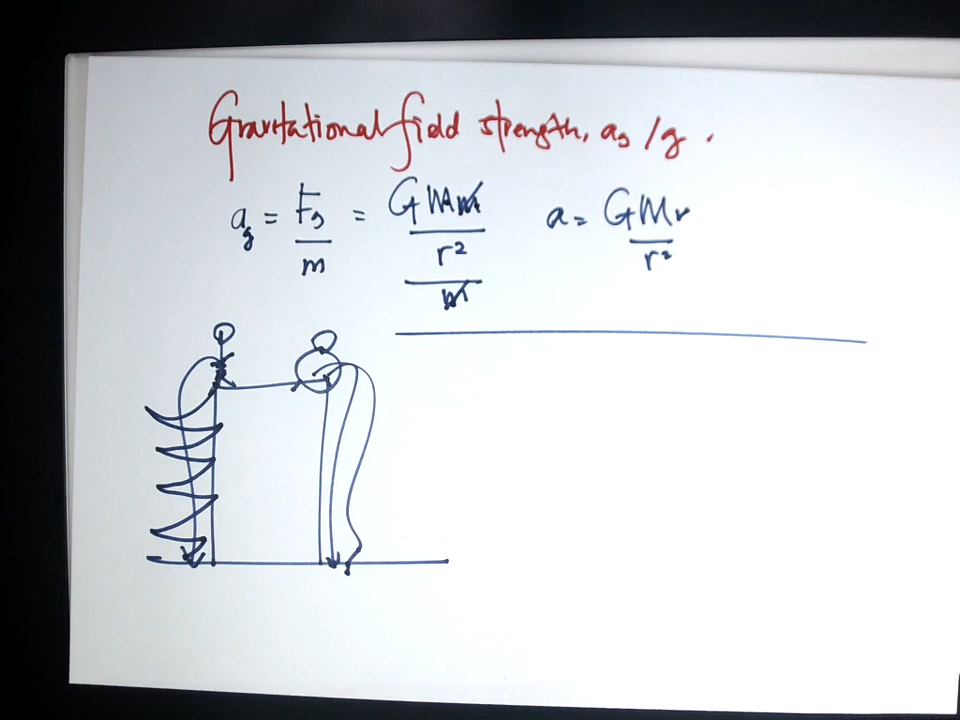 Gravitational field strength, ag / g.
ag = Fg / m = GMm / r² / m a = GMr / r²